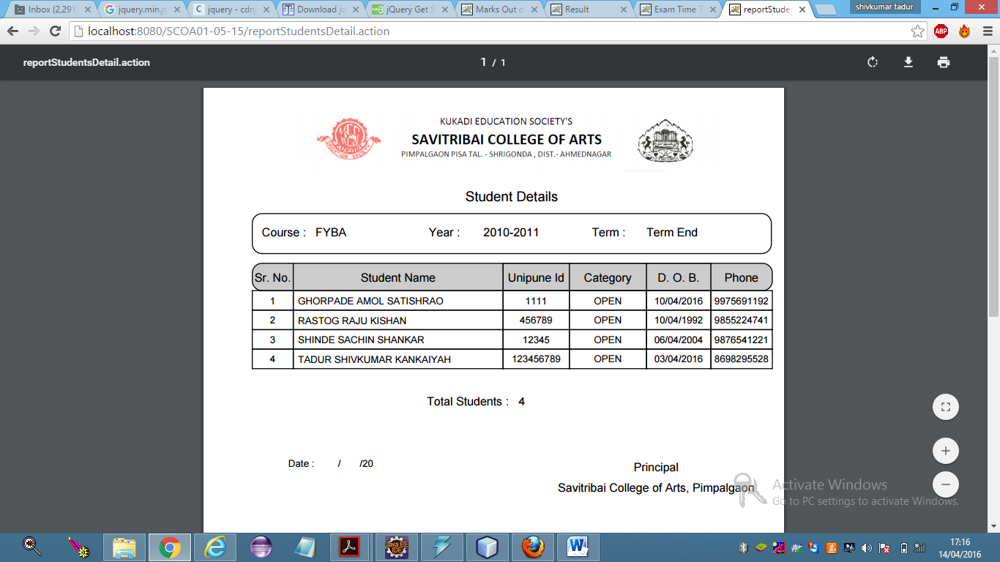 Inbox (2,291)
jquery.min.js
jquery - cdnj
Download jq
jQuery Get S
Marks Out o
Result
Exam Time T
reportStuden
shivkumar tadur
localhost:8080/SCOA01-05-15/reportStudentsDetail.action
ABP
reportStudentsDetail.action
1 / 1
KUKADI EDUCATION SOCIETY'S
SAVITRIBAI COLLEGE OF ARTS
PIMPALGAON PISA TAL. - SHRIGONDA , DIST.- AHMEDNAGAR
Student Details
Course : FYBA Year : 2010-2011 Term : Term End
Sr. No. Student Name Unipune Id Category D. O. B. Phone
1 GHORPADE AMOL SATISHRAO 1111 OPEN 10/04/2016 9975691192
2 RASTOG RAJU KISHAN 456789 OPEN 10/04/1992 9855224741
3 SHINDE SACHIN SHANKAR 12345 OPEN 06/04/2004 9876541221
4 TADUR SHIVKUMAR KANKAIYAH 123456789 OPEN 03/04/2016 8698295528
Total Students : 4
Date : / /20
Principal
Savitribai College of Arts, Pimpalgaon
Activate Windows
Go to PC settings to activate Windows.
Java EE
IDE
17:16
14/04/2016